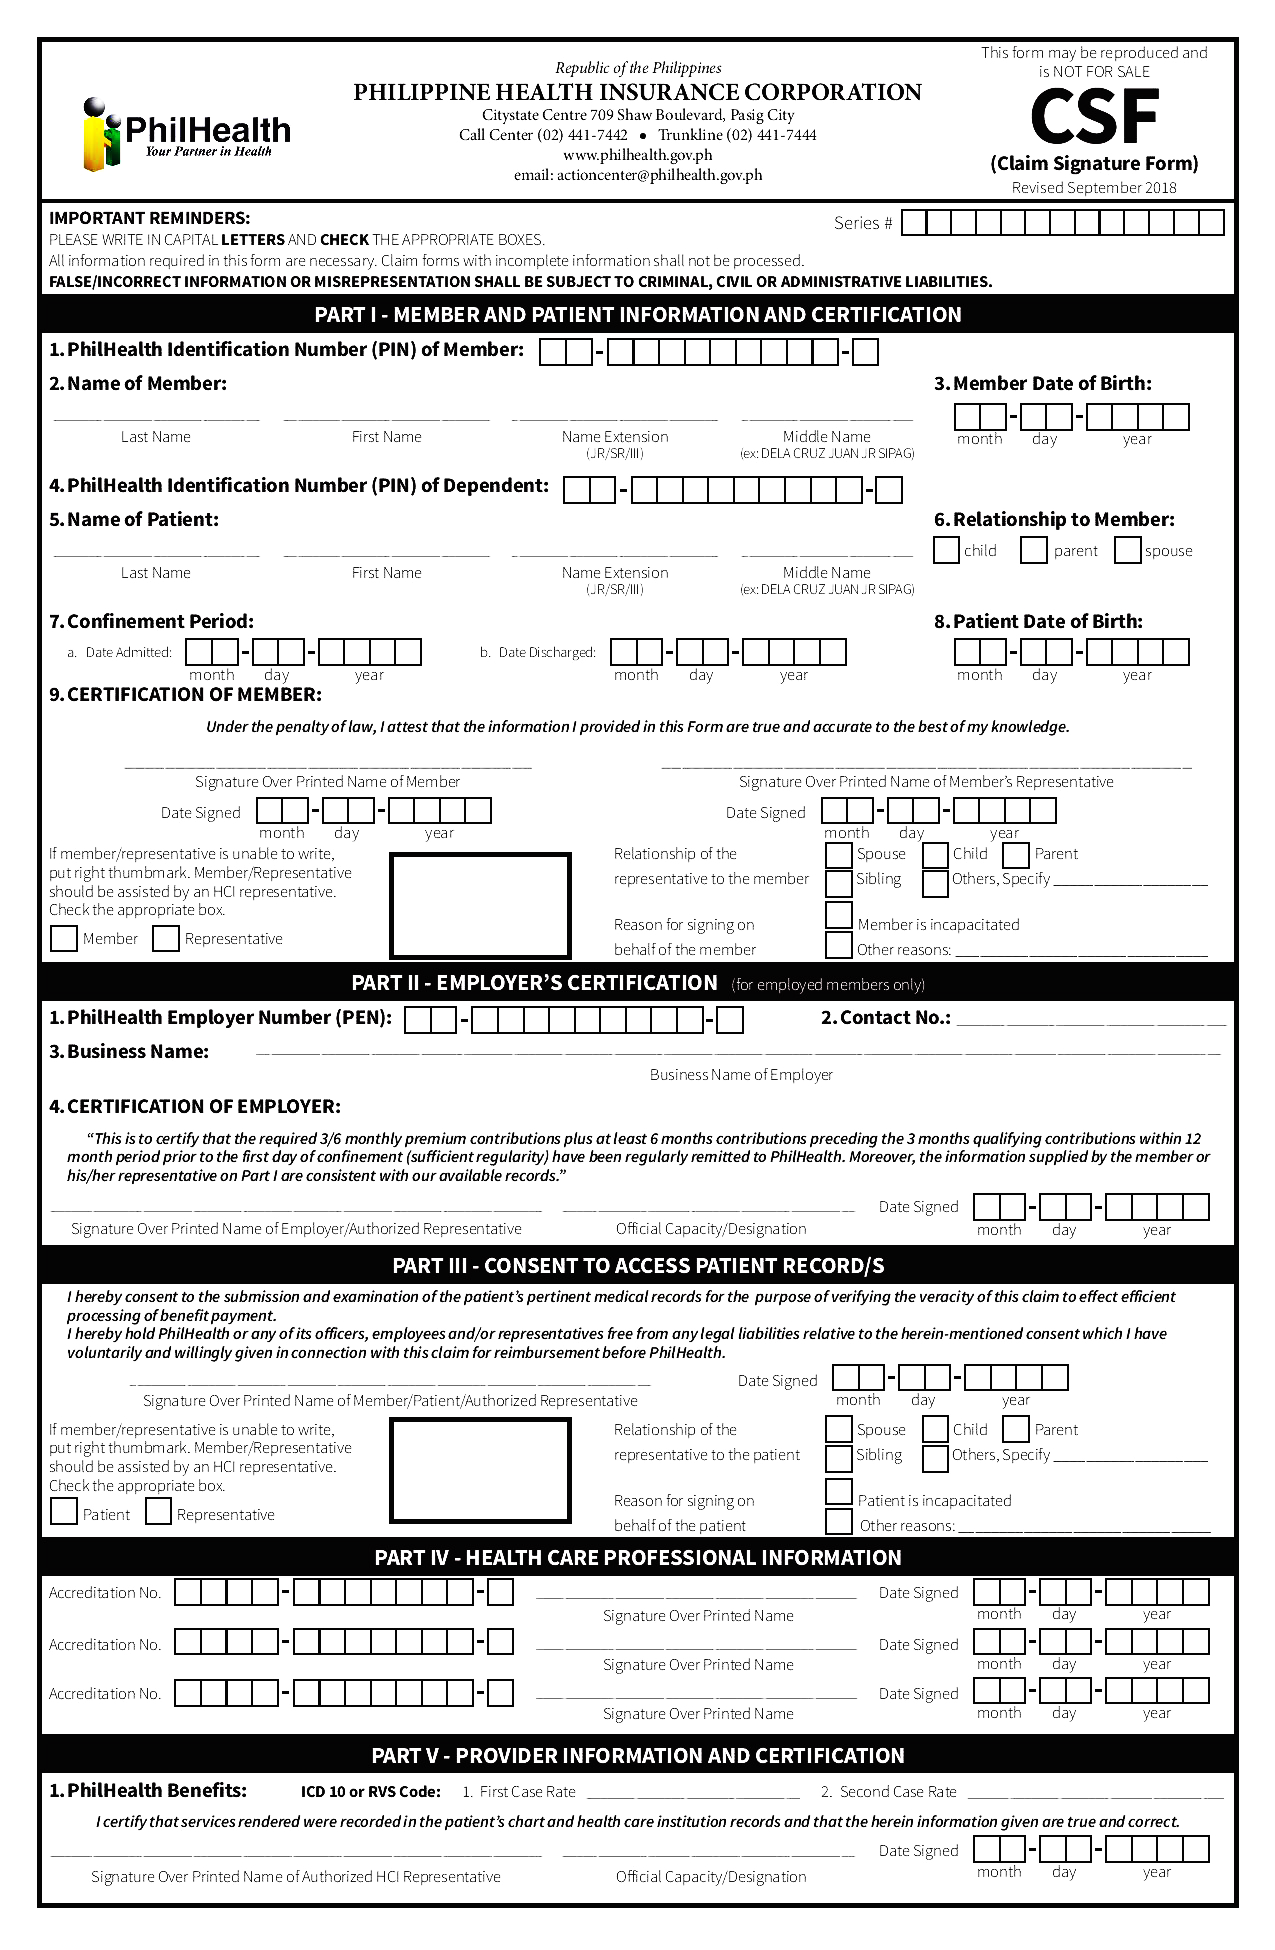 This form may be reproduced and
is NOT FOR SALE
Republic of the Philippines
PHILIPPINE HEALTH INSURANCE CORPORATION
Citystate Centre 709 Shaw Boulevard, Pasig City
Call Center (02) 441-7442 • Trunkline (02) 441-7444
www.philhealth.gov.ph
email: actioncenter@philhealth.gov.ph
PhilHealth
Your Partner in Health
CSF
(Claim Signature Form)
Revised September 2018
IMPORTANT REMINDERS:
Series #
PLEASE WRITE IN CAPITAL LETTERS AND CHECK THE APPROPRIATE BOXES.
All information required in this form are necessary. Claim forms with incomplete information shall not be processed.
FALSE/INCORRECT INFORMATION OR MISREPRESENTATION SHALL BE SUBJECT TO CRIMINAL, CIVIL OR ADMINISTRATIVE LIABILITIES.
PART I - MEMBER AND PATIENT INFORMATION AND CERTIFICATION
1. PhilHealth Identification Number (PIN) of Member:
2. Name of Member:
3. Member Date of Birth:
Last Name First Name Name Extension Middle Name month day year
(JR/SR/III) (ex: DELA CRUZ JUAN JR SIPAG)
4. PhilHealth Identification Number (PIN) of Dependent:
5. Name of Patient:
6. Relationship to Member:
child parent spouse
Last Name First Name Name Extension Middle Name
(JR/SR/III) (ex: DELA CRUZ JUAN JR SIPAG)
7. Confinement Period:
8. Patient Date of Birth:
a. Date Admitted: b. Date Discharged:
month day year month day year month day year
9. CERTIFICATION OF MEMBER:
Under the penalty of law, I attest that the information I provided in this Form are true and accurate to the best of my knowledge.
Signature Over Printed Name of Member Signature Over Printed Name of Member's Representative
Date Signed Date Signed
month day year month day year
If member/representative is unable to write,
put right thumbmark. Member/Representative
should be assisted by an HCI representative.
Check the appropriate box.
Member Representative
Relationship of the
representative to the member
Spouse Child Parent
Sibling Others, Specify
Reason for signing on
behalf of the member
Member is incapacitated
Other reasons:
PART II - EMPLOYER'S CERTIFICATION (for employed members only)
1. PhilHealth Employer Number (PEN): 2. Contact No.:
3. Business Name:
Business Name of Employer
4. CERTIFICATION OF EMPLOYER:
“This is to certify that the required 3/6 monthly premium contributions plus at least 6 months contributions preceding the 3 months qualifying contributions within 12
month period prior to the first day of confinement (sufficient regularity) have been regularly remitted to PhilHealth. Moreover, the information supplied by the member or
his/her representative on Part I are consistent with our available records.”
Date Signed
Signature Over Printed Name of Employer/Authorized Representative Official Capacity/Designation month day year
PART III - CONSENT TO ACCESS PATIENT RECORD/S
I hereby consent to the submission and examination of the patient's pertinent medical records for the purpose of verifying the veracity of this claim to effect efficient
processing of benefit payment.
I hereby hold PhilHealth or any of its officers, employees and/or representatives free from any legal liabilities relative to the herein-mentioned consent which I have
voluntarily and willingly given in connection with this claim for reimbursement before PhilHealth.
Date Signed
Signature Over Printed Name of Member/Patient/Authorized Representative month day year
If member/representative is unable to write,
put right thumbmark. Member/Representative
should be assisted by an HCI representative.
Check the appropriate box.
Patient Representative
Relationship of the
representative to the patient
Spouse Child Parent
Sibling Others, Specify
Reason for signing on
behalf of the patient
Patient is incapacitated
Other reasons:
PART IV - HEALTH CARE PROFESSIONAL INFORMATION
Accreditation No. Date Signed
Signature Over Printed Name month day year
Accreditation No. Date Signed
Signature Over Printed Name month day year
Accreditation No. Date Signed
Signature Over Printed Name month day year
PART V - PROVIDER INFORMATION AND CERTIFICATION
1. PhilHealth Benefits: ICD 10 or RVS Code: 1. First Case Rate 2. Second Case Rate
I certify that services rendered were recorded in the patient's chart and health care institution records and that the herein information given are true and correct.
Date Signed
Signature Over Printed Name of Authorized HCI Representative Official Capacity/Designation month day year